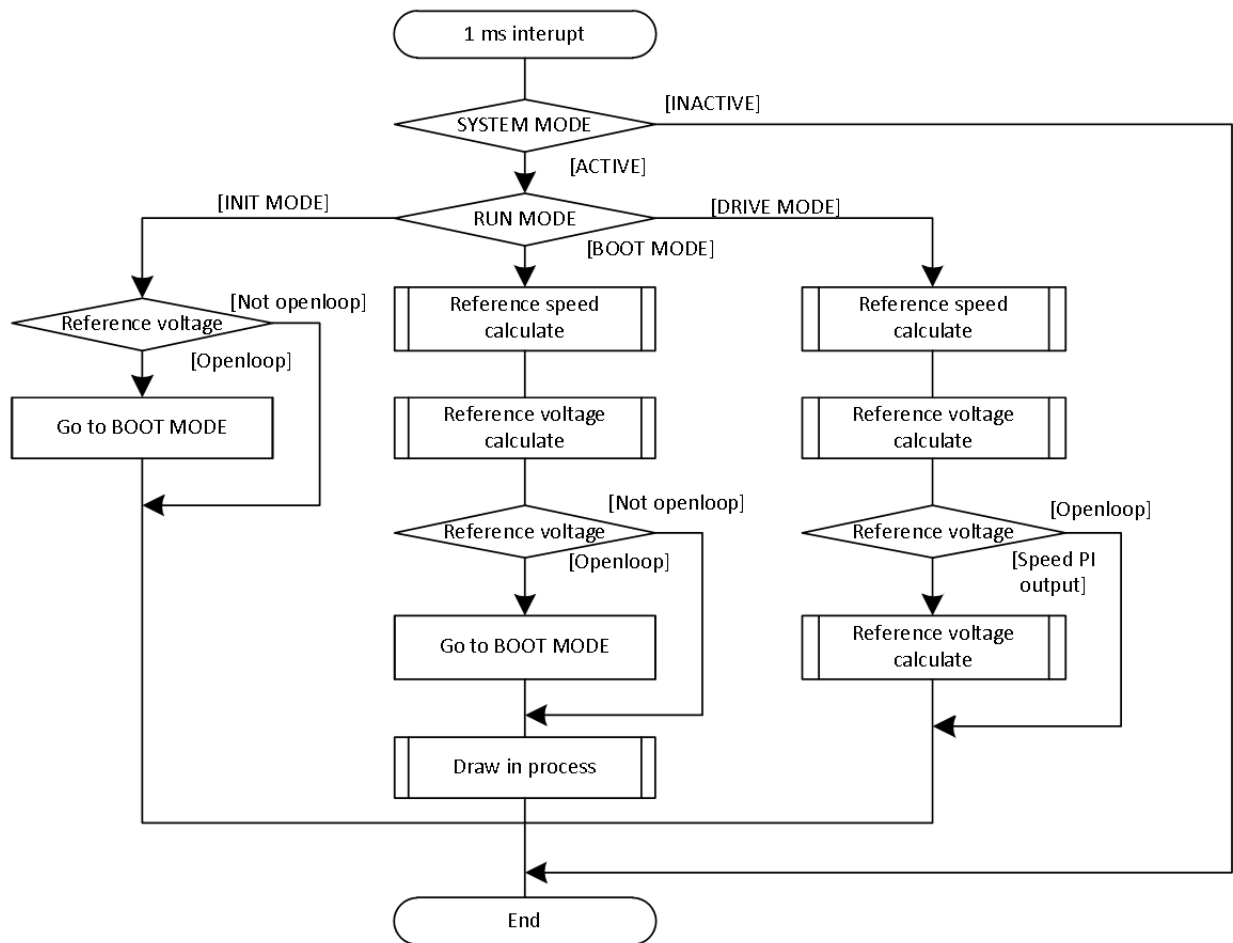 1 ms interupt
[INACTIVE]
SYSTEM MODE
[ACTIVE]
[INIT MODE]
RUN MODE
[DRIVE MODE]
[BOOT MODE]
[Not openloop]
Reference voltage
[Openloop]
Go to BOOT MODE
Reference speed
calculate
Reference voltage
calculate
[Not openloop]
Reference voltage
[Openloop]
Go to BOOT MODE
Draw in process
Reference speed
calculate
Reference voltage
calculate
[Openloop]
Reference voltage
[Speed PI
output]
Reference voltage
calculate
End